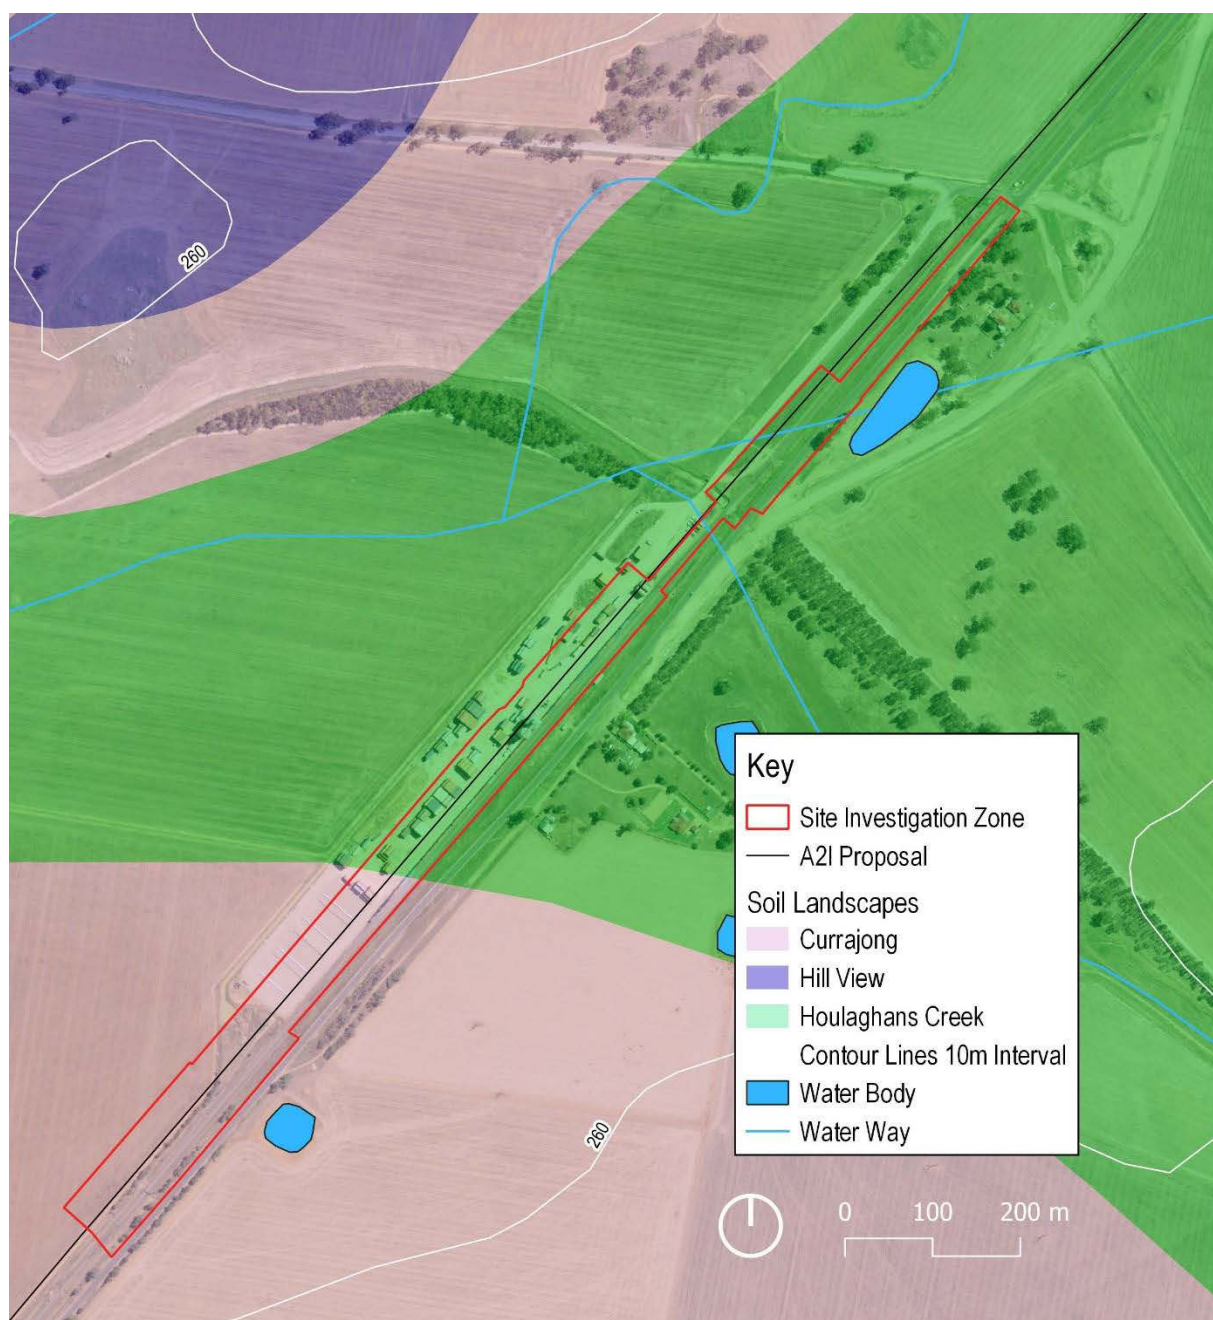 260
Key
Site Investigation Zone
A2I Proposal
Soil Landscapes
Currajong
Hill View
Houlaghans Creek
Contour Lines 10m Interval
Water Body
Water Way
260
0 100 200 m